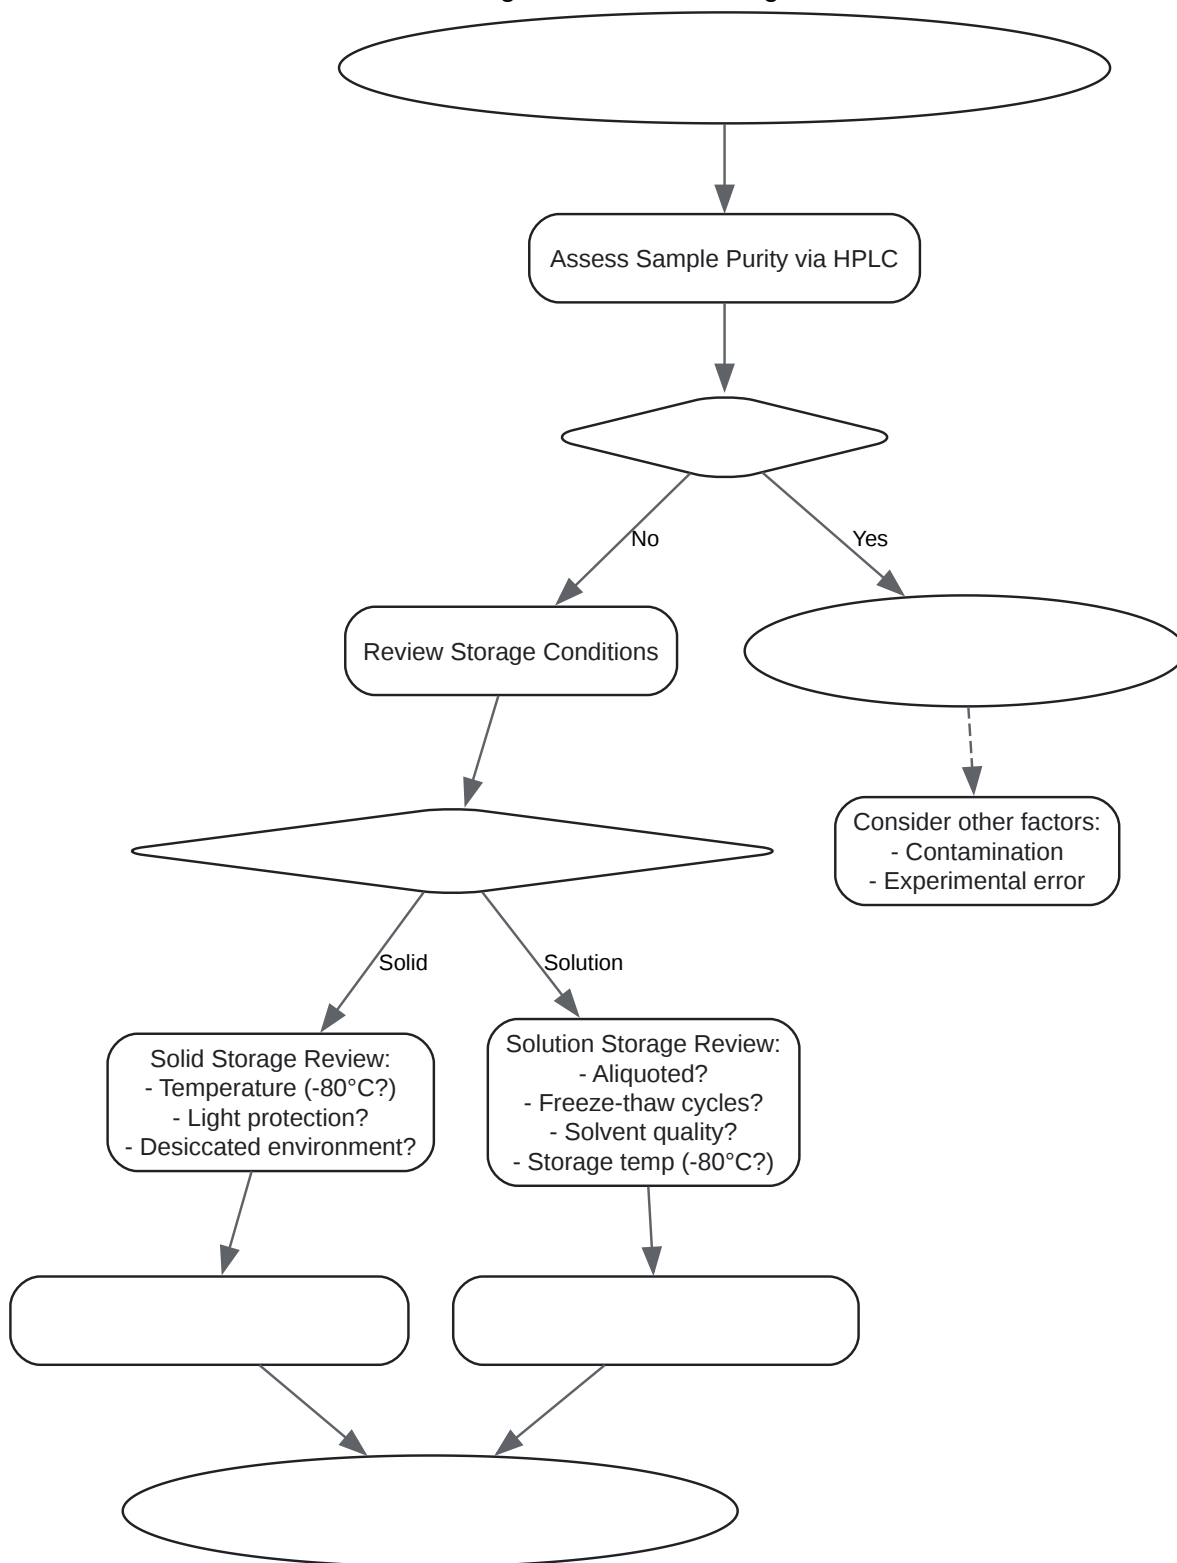 Assess Sample Purity via HPLC
No
Yes
Review Storage Conditions
Consider other factors:
- Contamination
- Experimental error
Solid
Solution
Solid Storage Review:
- Temperature (-80°C?)
- Light protection?
- Desiccated environment?
Solution Storage Review:
- Aliquoted?
- Freeze-thaw cycles?
- Solvent quality?
- Storage temp (-80°C?)